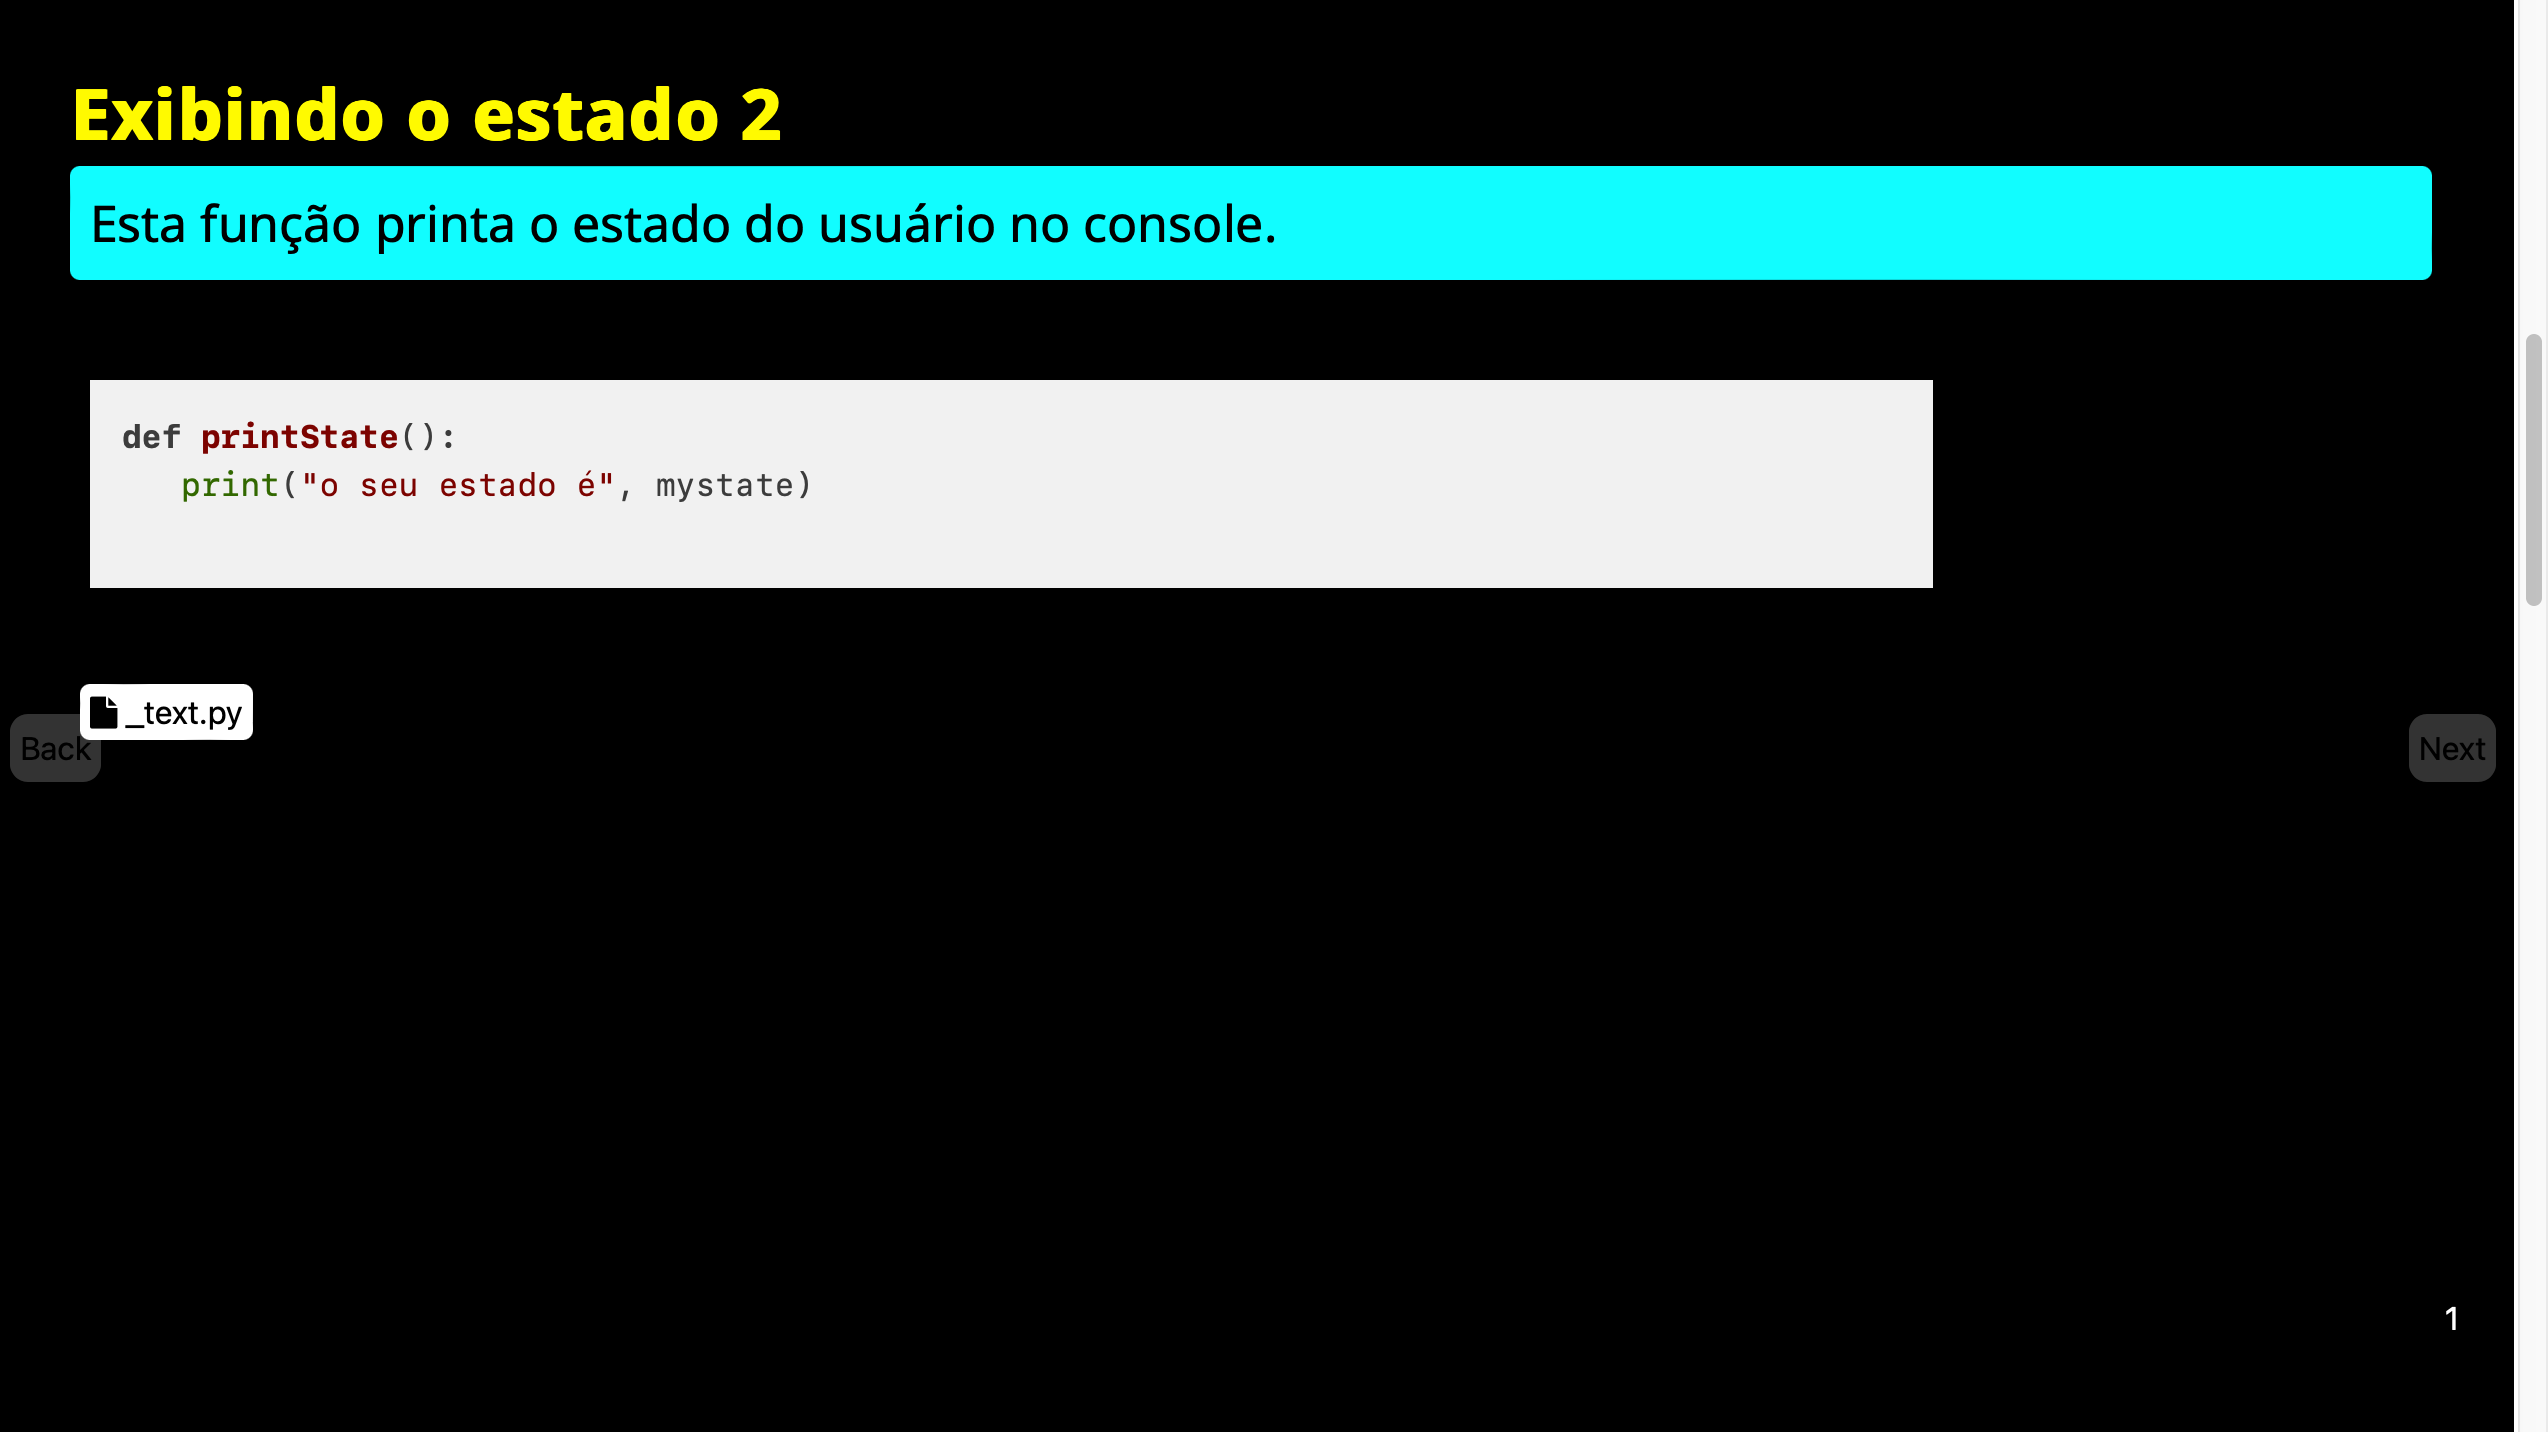 Exibindo o estado 2
Esta função printa o estado do usuário no console.
def printState():
   print("o seu estado é", mystate)
_text.py
Back
Next
1